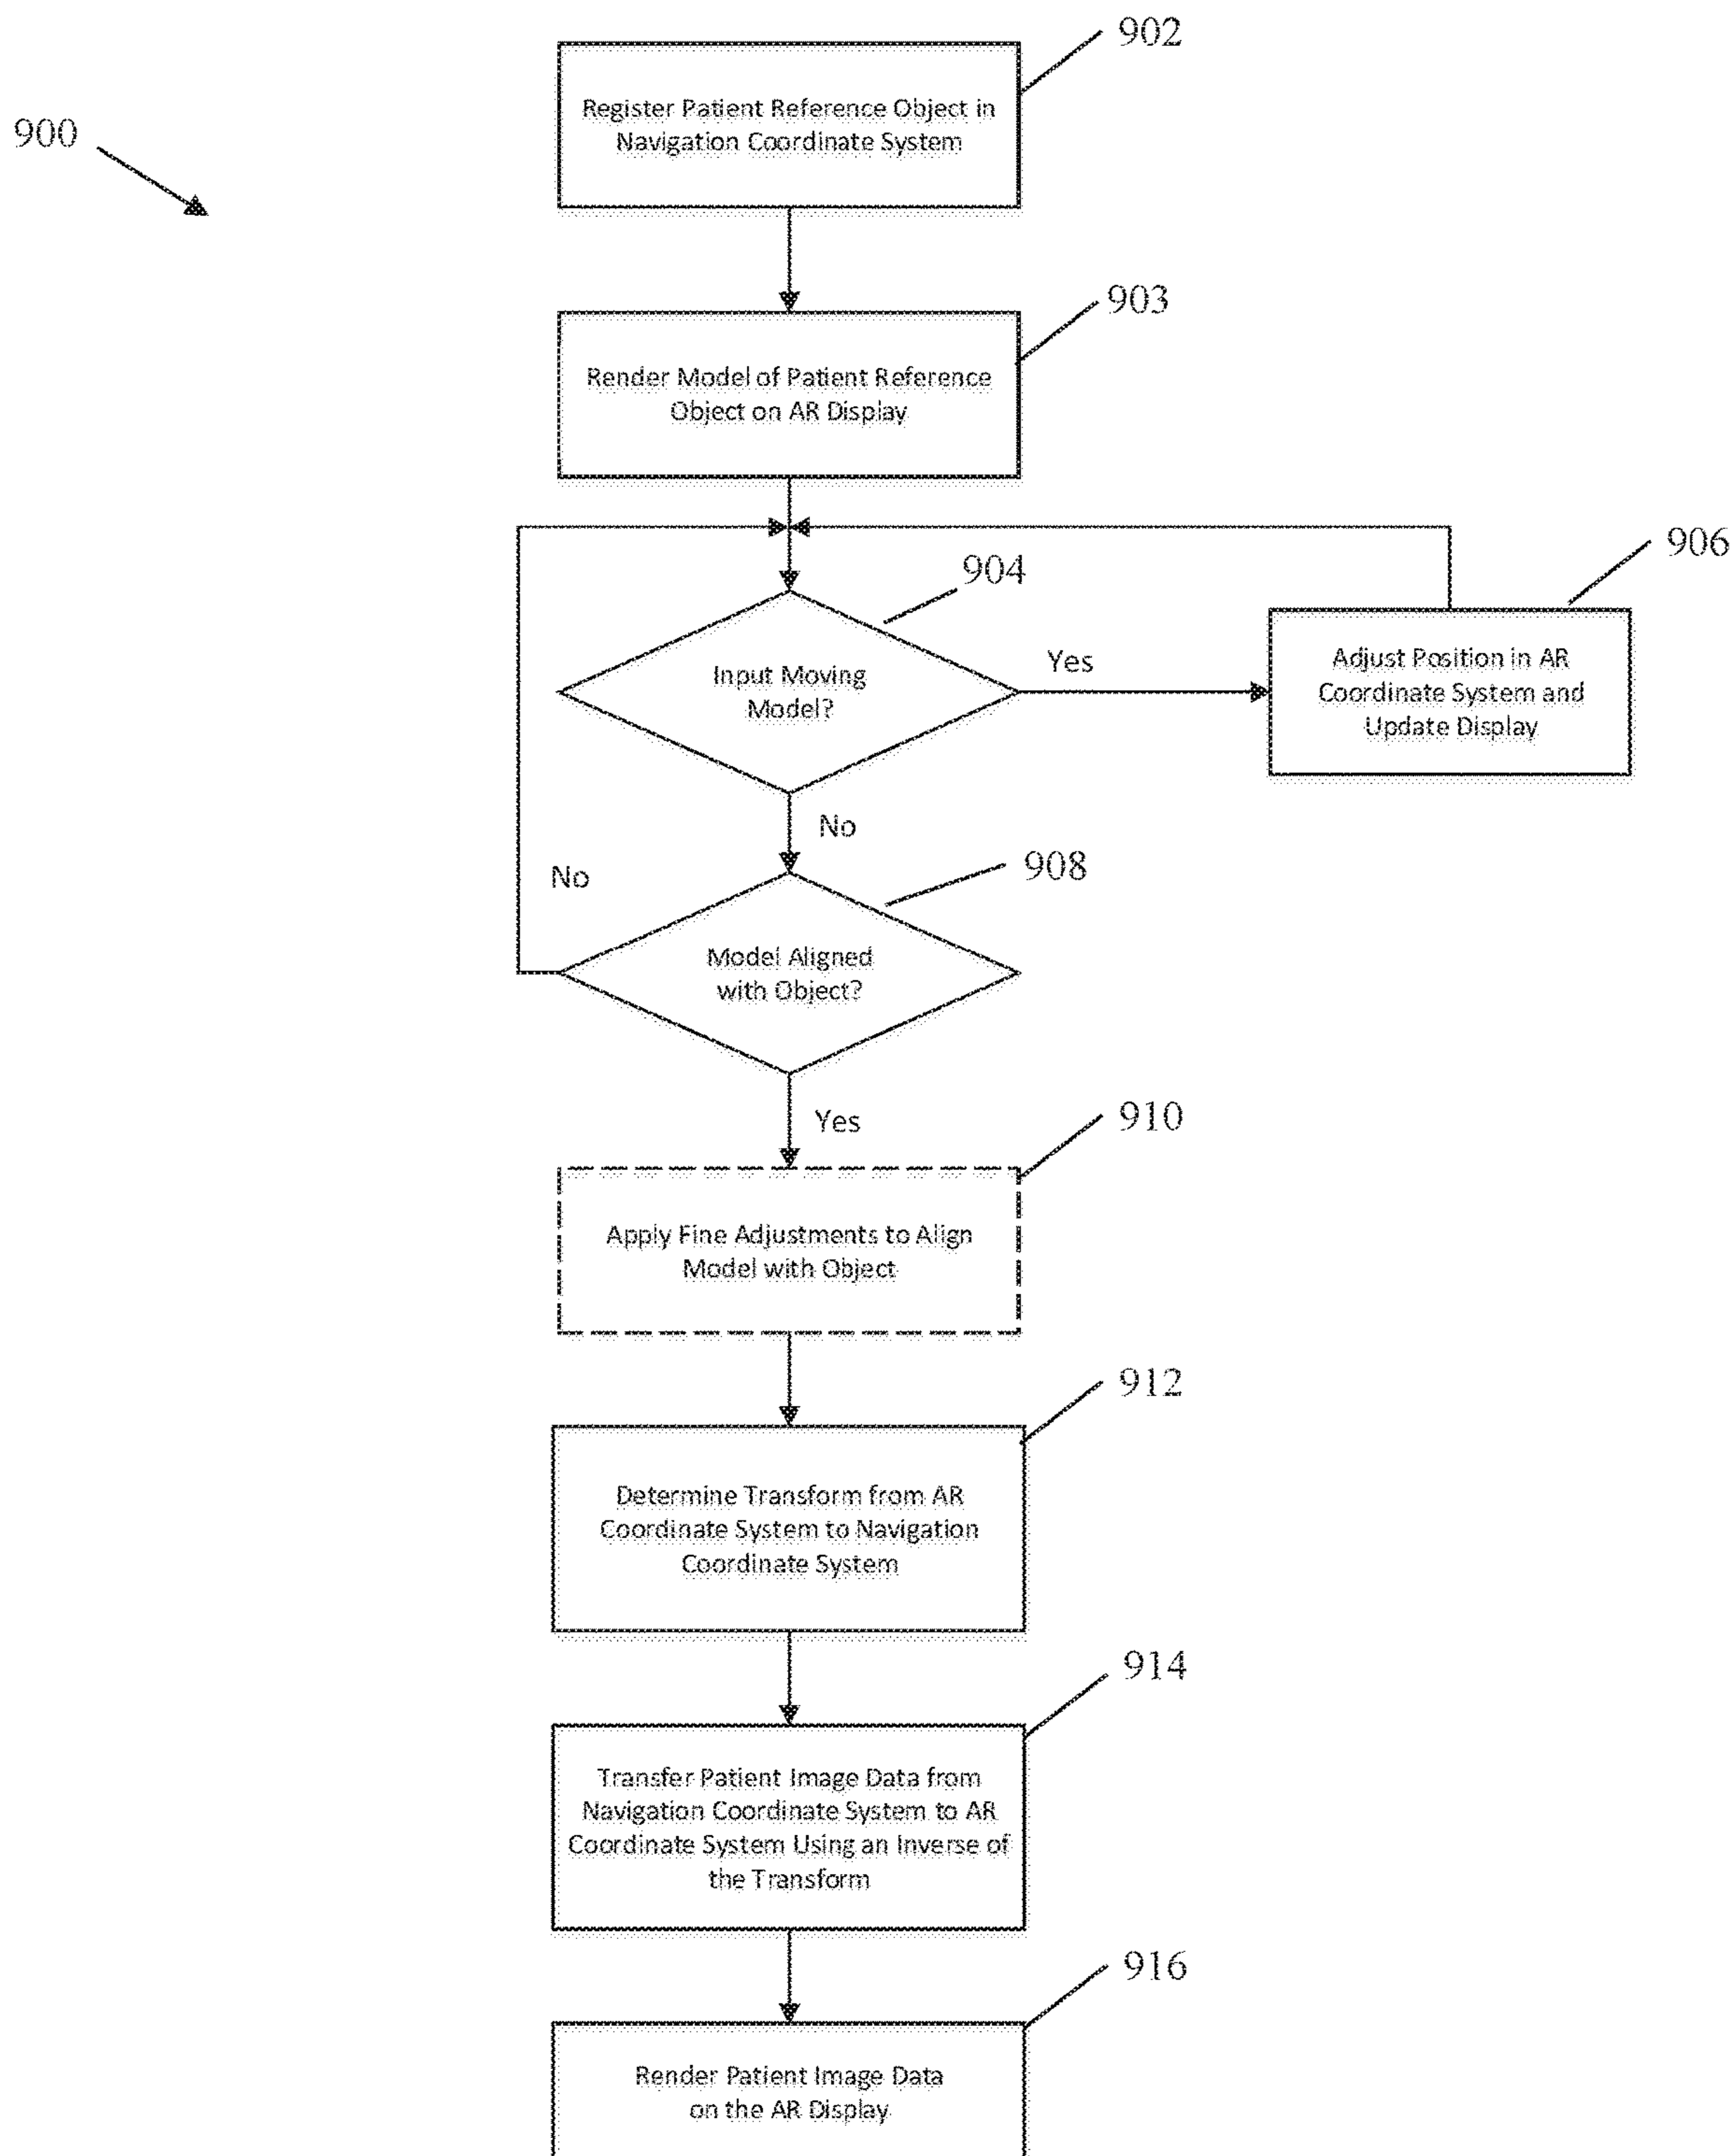 902
Register Patient Reference Object in
Navigation Coordinate System
900
903
Render Model of Patient Reference
Object on AR Display
904
906
Input Moving
Model?
Yes
Adjust Position in AR
Coordinate System and
Update Display
No
No
908
Model Aligned
with Object?
Yes
910
Apply Fine Adjustments to Align
Model with Object
912
Determine Transform from AR
Coordinate System to Navigation
Coordinate System
914
Transfer Patient Image Data from
Navigation Coordinate System to AR
Coordinate System Using an Inverse of
the Transform
916
Render Patient Image Data
on the AR Display